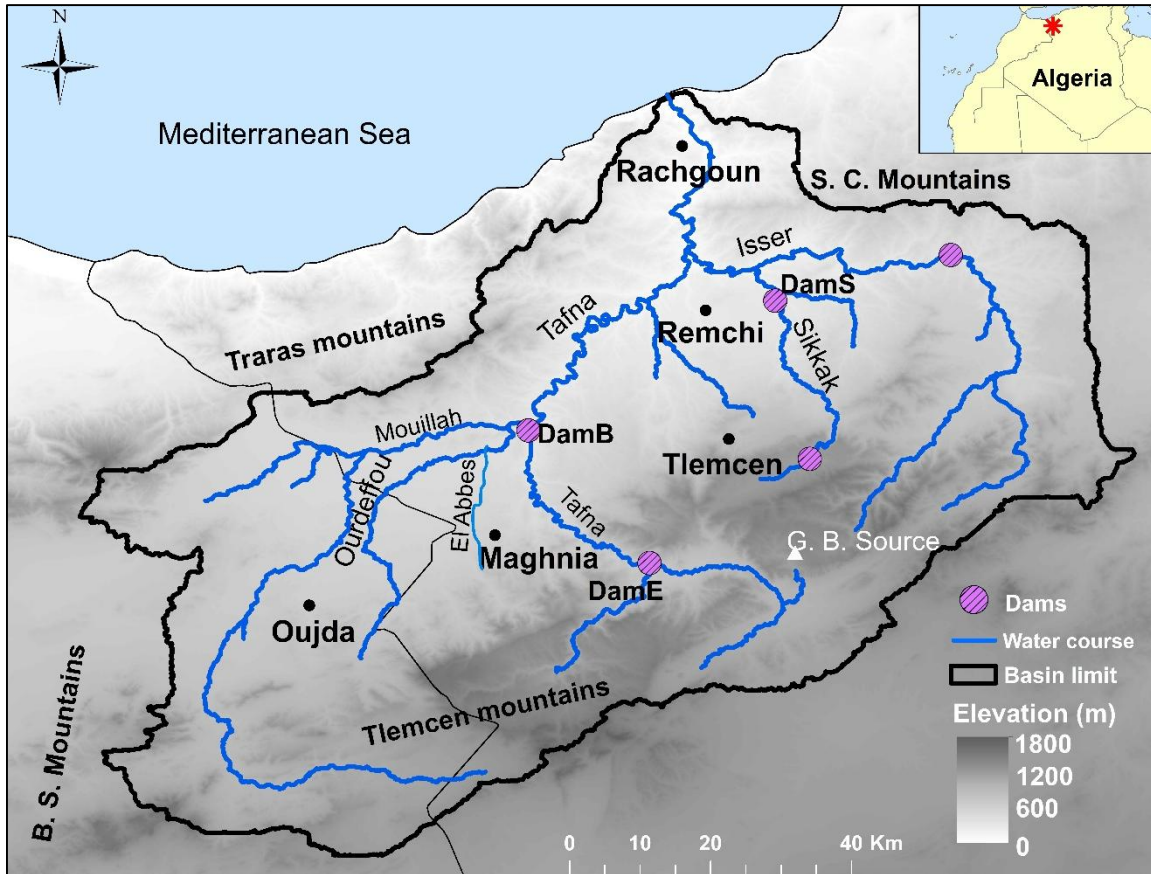 N
Algeria
Mediterranean Sea
Rachgoun
S. C. Mountains
Isser
DamS
Tafna
Remchi
Sikkak
Traras mountains
Mouillah
DamB
Tlemcen
Ourdeffou
El Abbes
Tafna
Maghnia
G. B. Source
DamE
Oujda
Tlemcen mountains
B. S. Mountains
Dams
Water course
Basin limit
Elevation (m)
1800
1200
600
0
0 10 20 40 Km